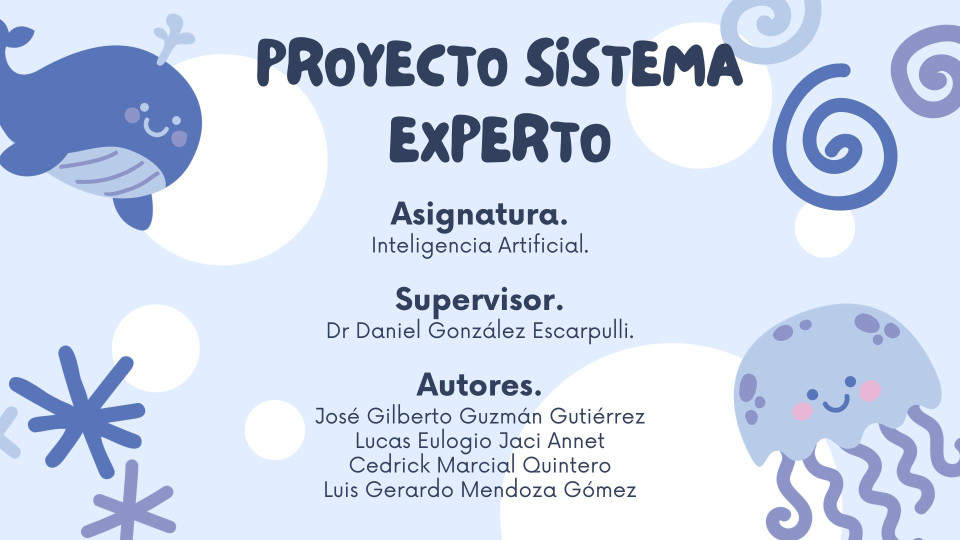 PROYECTO SiSTEMA
EXPERTO
Asignatura.
Inteligencia Artificial.
Supervisor.
Dr Daniel González Escarpulli.
Autores.
José Gilberto Guzmán Gutiérrez
Lucas Eulogio Jaci Annet
Cedrick Marcial Quintero
Luis Gerardo Mendoza Gómez